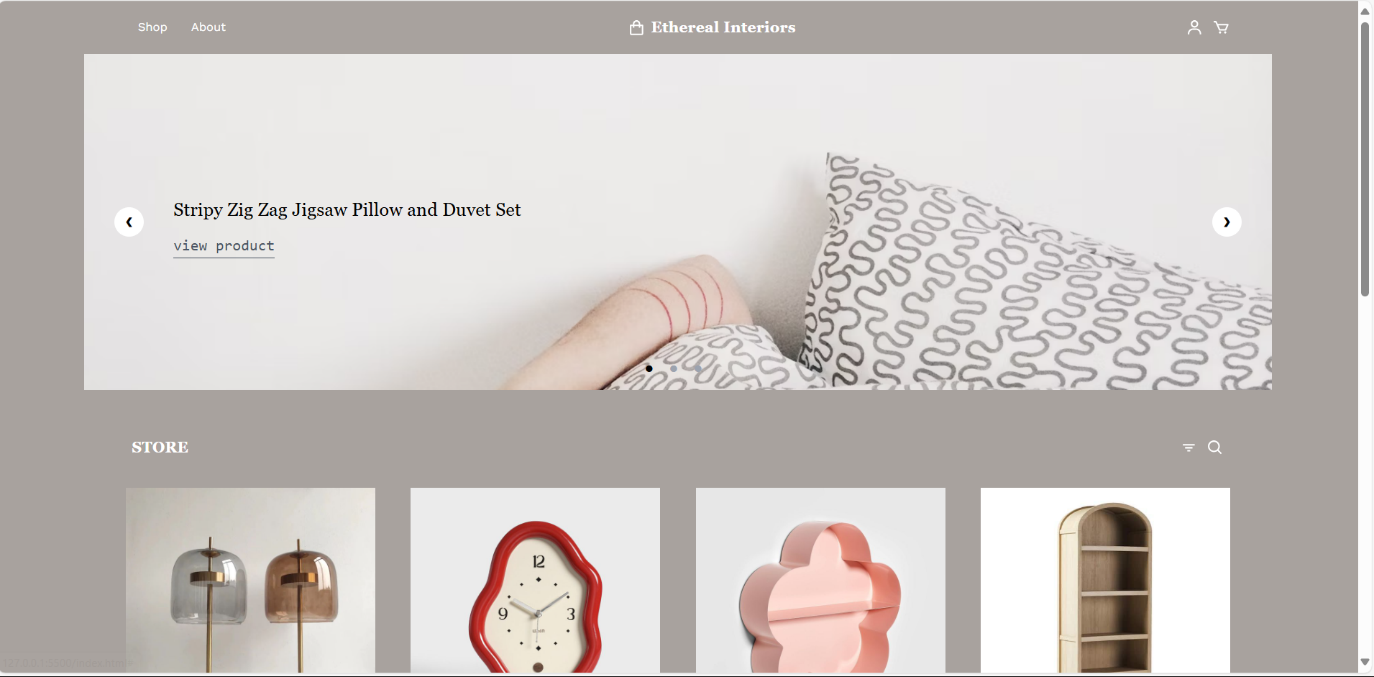 Shop About
Ethereal Interiors
Stripy Zig Zag Jigsaw Pillow and Duvet Set
view product
STORE
12
9 3